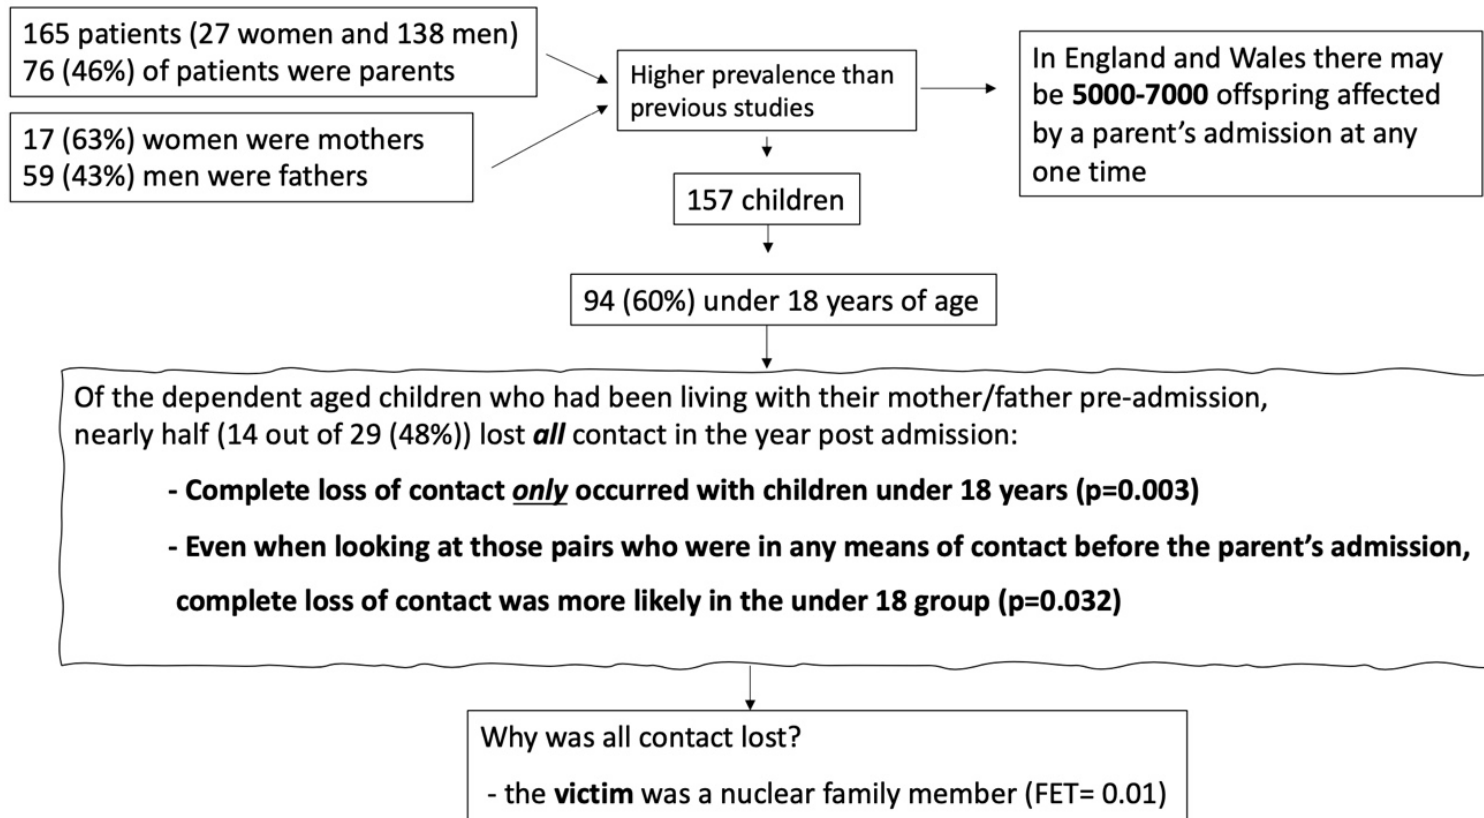 165 patients (27 women and 138 men)
76 (46%) of patients were parents
17 (63%) women were mothers
59 (43%) men were fathers
Higher prevalence than
previous studies
In England and Wales there may
be 5000-7000 offspring affected
by a parent’s admission at any
one time
157 children
94 (60%) under 18 years of age
Of the dependent aged children who had been living with their mother/father pre-admission,
nearly half (14 out of 29 (48%)) lost all contact in the year post admission:
- Complete loss of contact only occurred with children under 18 years (p=0.003)
- Even when looking at those pairs who were in any means of contact before the parent’s admission,
complete loss of contact was more likely in the under 18 group (p=0.032)
Why was all contact lost?
- the victim was a nuclear family member (FET= 0.01)